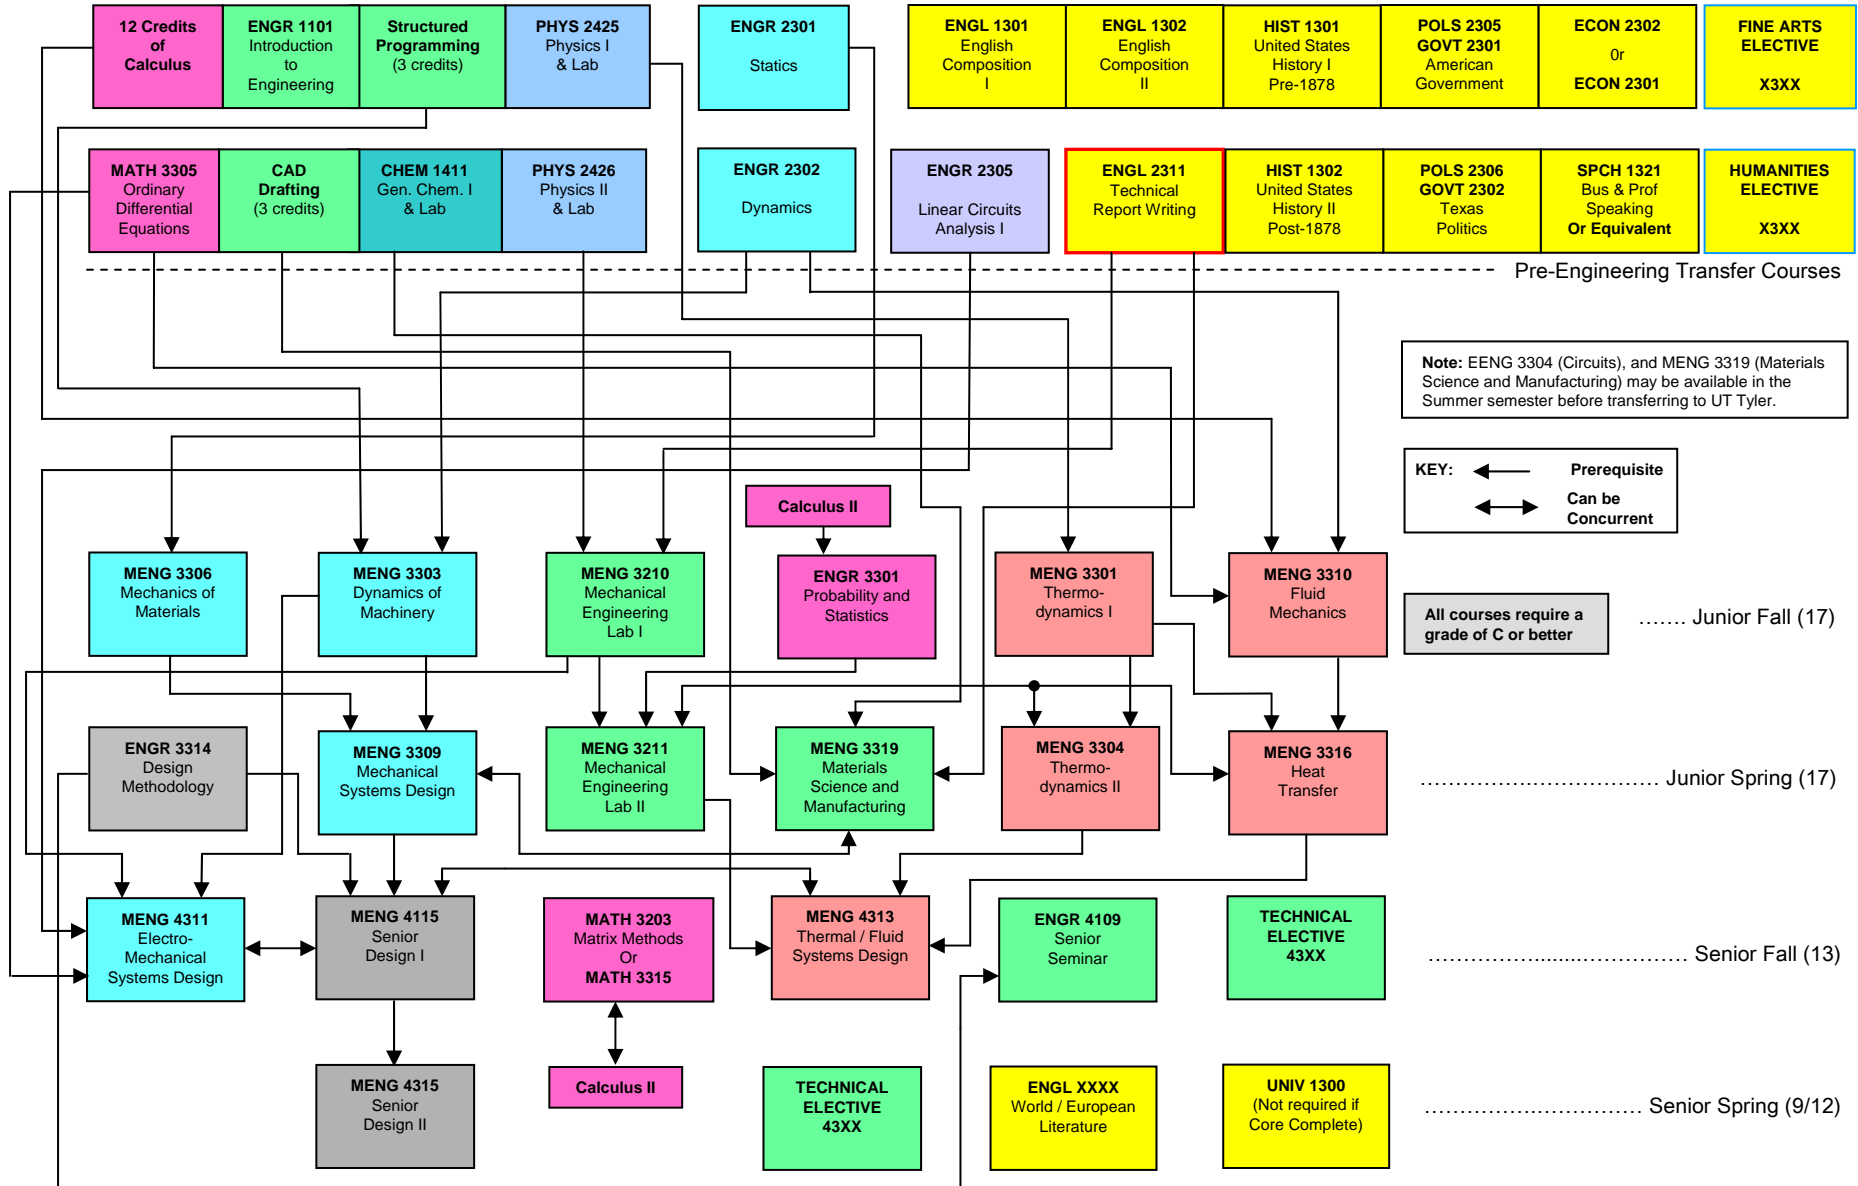 12 Credits
of
Calculus
ENGR 1101
Introduction
to
Engineering
Structured
Programming
(3 credits)
PHYS 2425
Physics I
& Lab
ENGR 2301
Statics
ENGL 1301
English
Composition
I
ENGL 1302
English
Composition
II
HIST 1301
United States
History I
Pre-1878
POLS 2305
GOVT 2301
American
Government
ECON 2302
0r
ECON 2301
FINE ARTS
ELECTIVE
X3XX
MATH 3305
Ordinary
Differential
Equations
CAD
Drafting
(3 credits)
CHEM 1411
Gen. Chem. I
& Lab
PHYS 2426
Physics II
& Lab
ENGR 2302
Dynamics
ENGR 2305
Linear Circuits
Analysis I
ENGL 2311
Technical
Report Writing
HIST 1302
United States
History II
Post-1878
POLS 2306
GOVT 2302
Texas
Politics
SPCH 1321
Bus & Prof
Speaking
Or Equivalent
HUMANITIES
ELECTIVE
X3XX
Pre-Engineering Transfer Courses
Note: EENG 3304 (Circuits), and MENG 3319 (Materials
Science and Manufacturing) may be available in the
Summer semester before transferring to UT Tyler.
KEY:
Prerequisite
Can be
Concurrent
Calculus II
MENG 3306
Mechanics of
Materials
MENG 3303
Dynamics of
Machinery
MENG 3210
Mechanical
Engineering
Lab I
ENGR 3301
Probability and
Statistics
MENG 3301
Thermo-
dynamics I
MENG 3310
Fluid
Mechanics
All courses require a
grade of C or better
....... Junior Fall (17)
ENGR 3314
Design
Methodology
MENG 3309
Mechanical
Systems Design
MENG 3211
Mechanical
Engineering
Lab II
MENG 3319
Materials
Science and
Manufacturing
MENG 3304
Thermo-
dynamics II
MENG 3316
Heat
Transfer
.................................. Junior Spring (17)
MENG 4311
Electro-
Mechanical
Systems Design
MENG 4115
Senior
Design I
MATH 3203
Matrix Methods
Or
MATH 3315
MENG 4313
Thermal / Fluid
Systems Design
ENGR 4109
Senior
Seminar
TECHNICAL
ELECTIVE
43XX
..................................... Senior Fall (13)
MENG 4315
Senior
Design II
Calculus II
TECHNICAL
ELECTIVE
43XX
ENGL XXXX
World / European
Literature
UNIV 1300
(Not required if
Core Complete)
............................... Senior Spring (9/12)